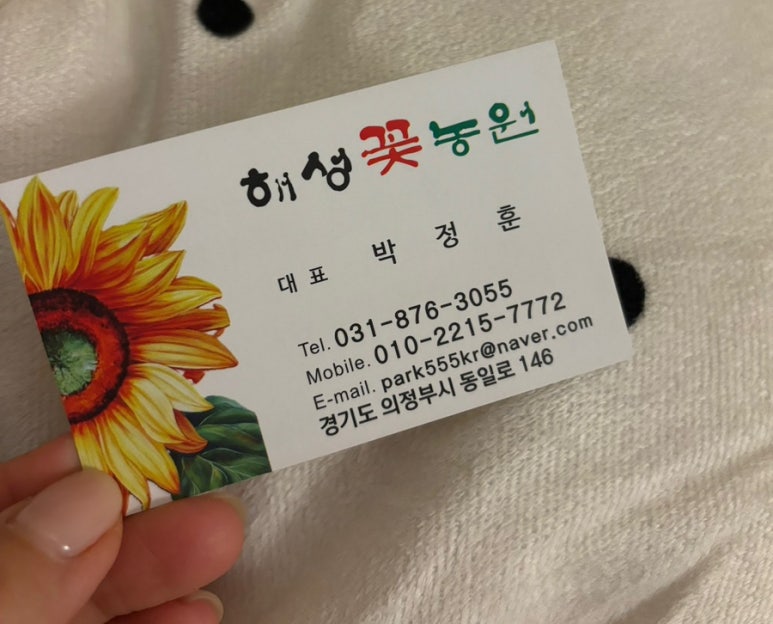 해생꽃농원
대표 박정훈
Tel. 031-876-3055
Mobile. 010-2215-7772
E-mail. park555kr@naver.com
경기도 의정부시 동일로 146